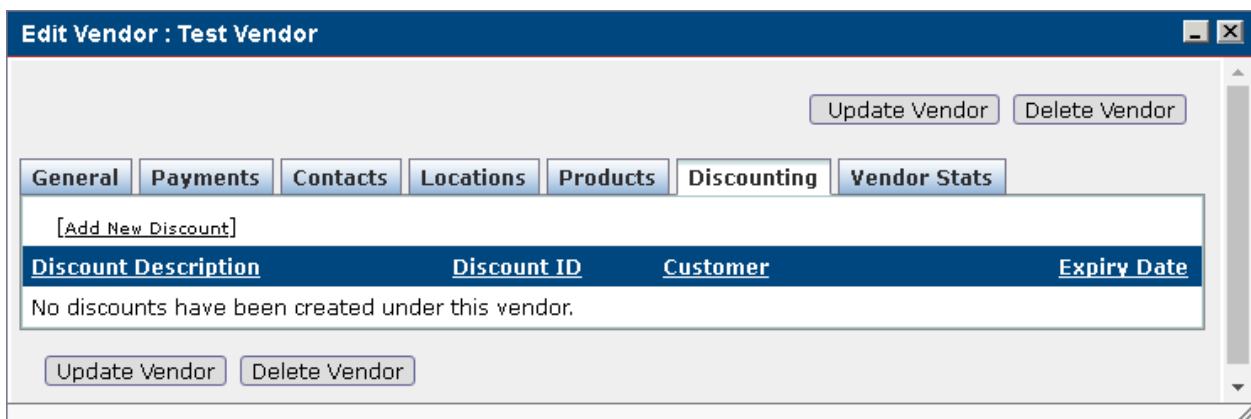 Edit Vendor : Test Vendor
Update Vendor Delete Vendor
General Payments Contacts Locations Products Discounting Vendor Stats
[Add New Discount]
Discount Description Discount ID Customer Expiry Date
No discounts have been created under this vendor.
Update Vendor Delete Vendor